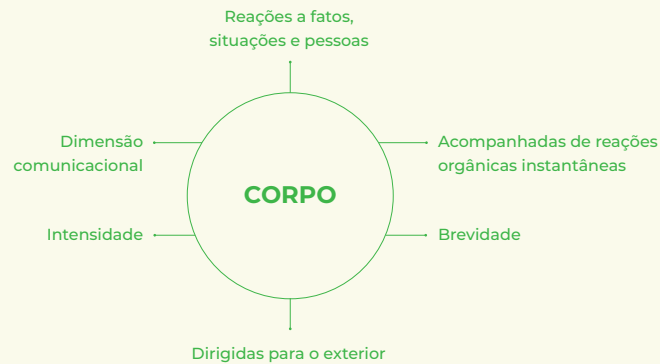 Reações a fatos,
situações e pessoas
Dimensão
comunicacional
Acompanhadas de reações
orgânicas instantâneas
CORPO
Intensidade
Brevidade
Dirigidas para o exterior